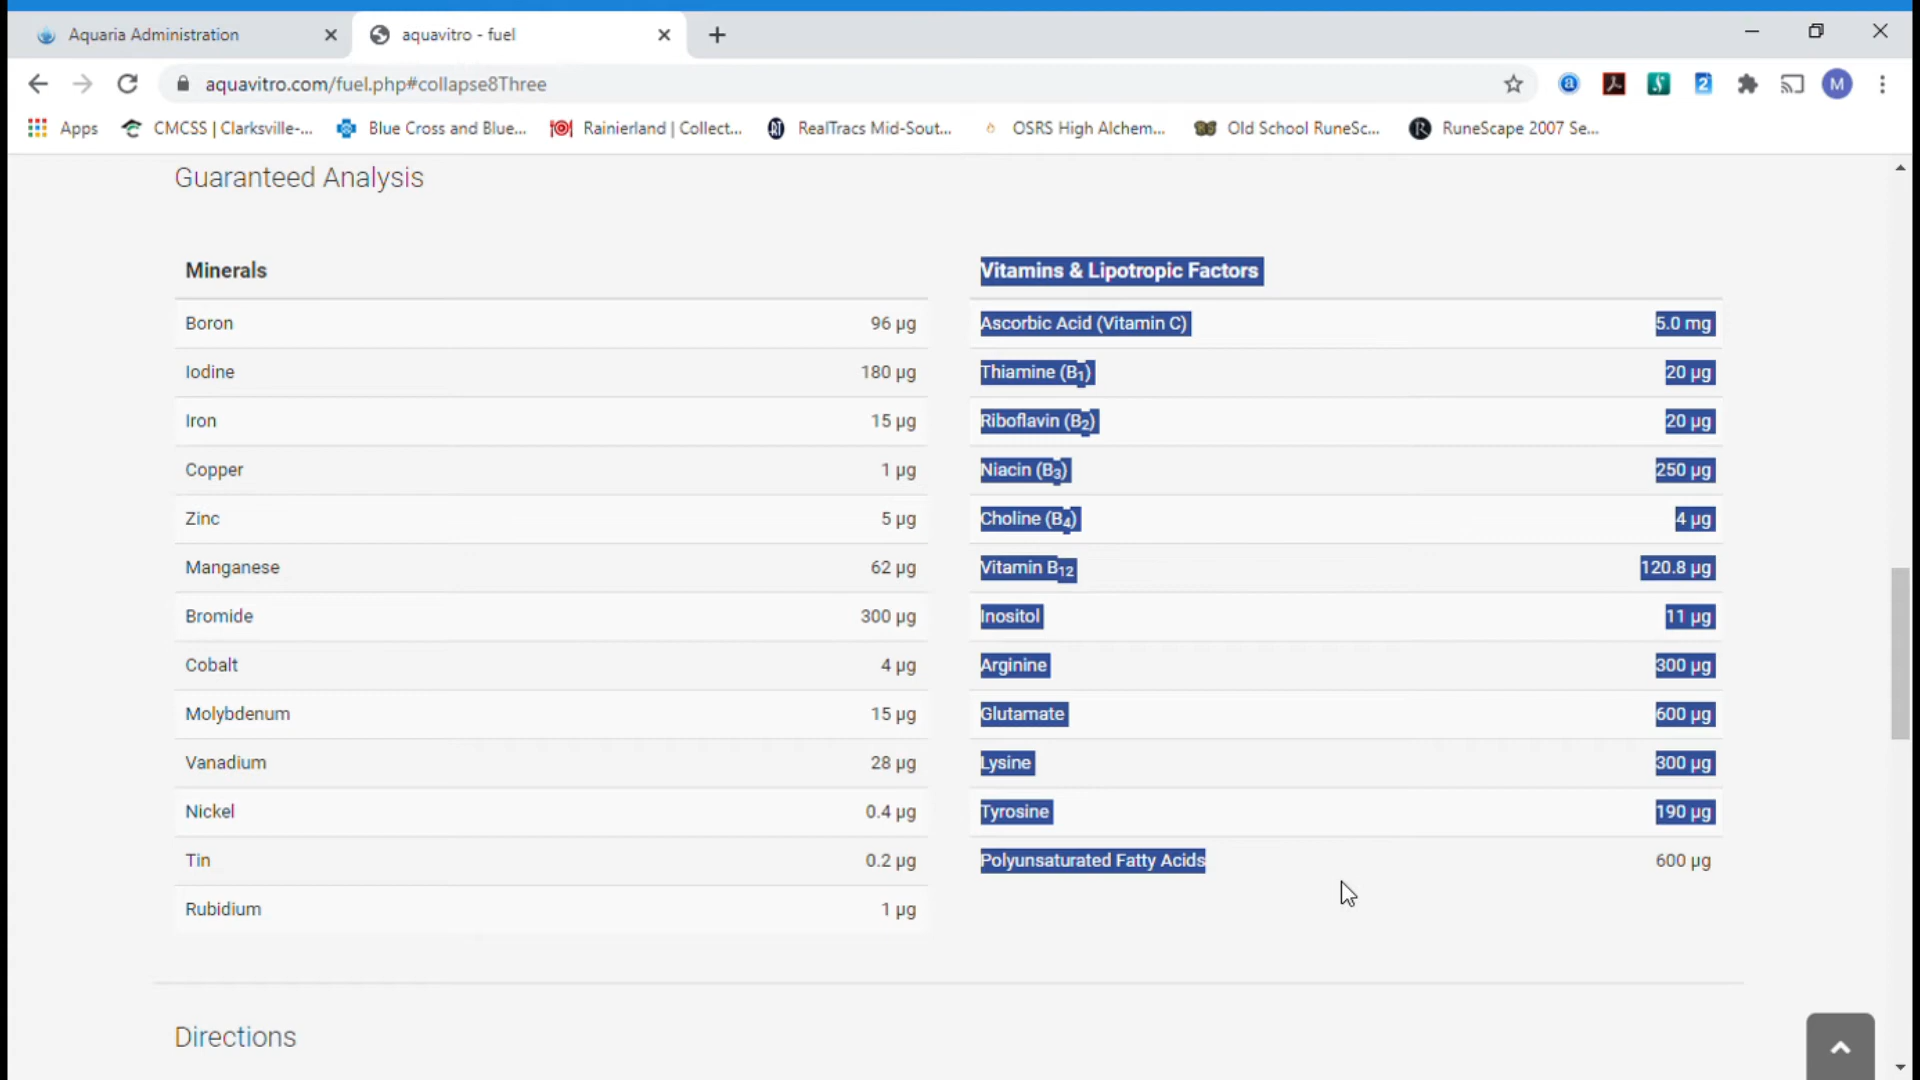 Aquaria Administration
aquavitro - fuel
aquavitro.com/fuel.php#collapse8Three
M
Apps
CMCSS | Clarksville-...
Blue Cross and Blue...
Rainierland | Collect...
RealTracs Mid-Sout...
OSRS High Alchem...
Old School RuneSc...
RuneScape 2007 Se...
Guaranteed Analysis
Minerals
Boron 96 µg
Iodine 180 µg
Iron 15 µg
Copper 1 µg
Zinc 5 µg
Manganese 62 µg
Bromide 300 µg
Cobalt 4 µg
Molybdenum 15 µg
Vanadium 28 µg
Nickel 0.4 µg
Tin 0.2 µg
Rubidium 1 µg
Vitamins & Lipotropic Factors
Ascorbic Acid (Vitamin C) 5.0 mg
Thiamine (B1) 20 µg
Riboflavin (B2) 20 µg
Niacin (B3) 250 µg
Choline (B4) 4 µg
Vitamin B12 120.8 µg
Inositol 11 µg
Arginine 300 µg
Glutamate 600 µg
Lysine 300 µg
Tyrosine 190 µg
Polyunsaturated Fatty Acids 600 µg
Directions